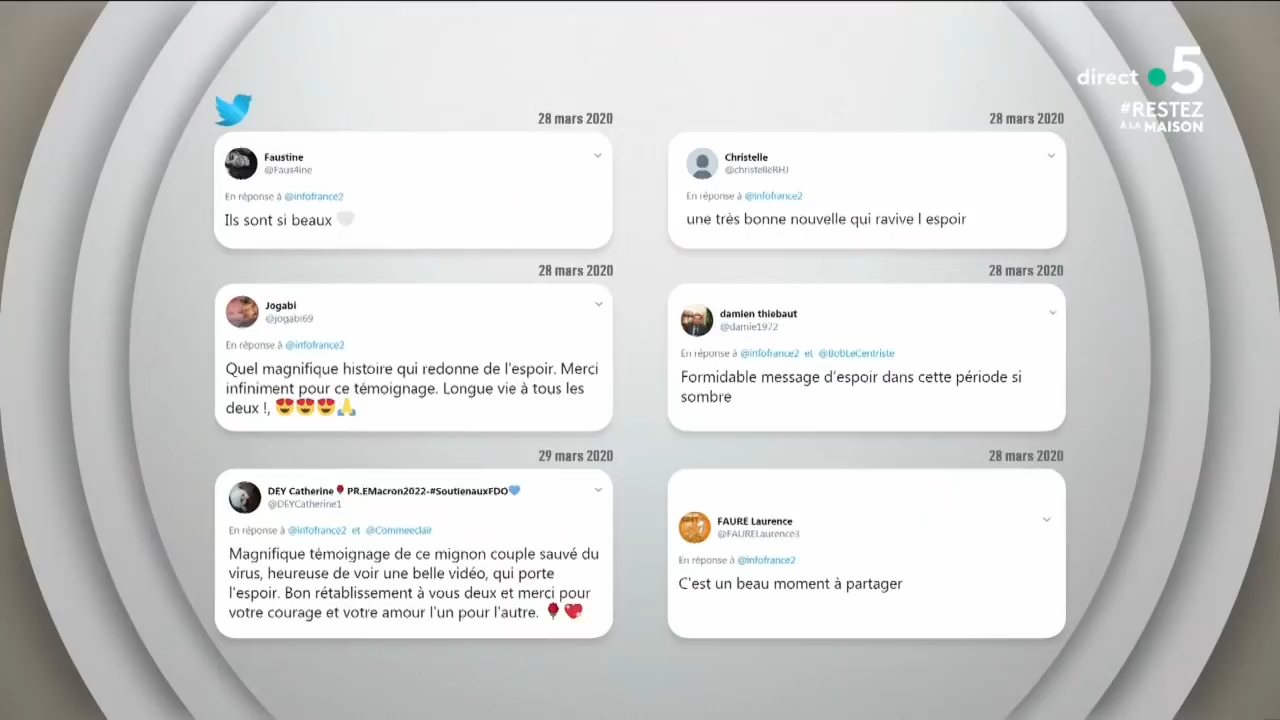 direct 5
#RESTEZ
À LA MAISON
28 mars 2020
Faustine
@Faus4ine
En réponse à @infofrance2
Ils sont si beaux 🤍
28 mars 2020
Christelle
@christelleRHJ
En réponse à @infofrance2
une très bonne nouvelle qui ravive l espoir
28 mars 2020
Jogabi
@jogabi69
En réponse à @infofrance2
Quel magnifique histoire qui redonne de l'espoir. Merci
infiniment pour ce témoignage. Longue vie à tous les
deux !, 😍😍😍🙏
28 mars 2020
damien thiebaut
@damie1972
En réponse à @infofrance2 et @BobLeCentriste
Formidable message d'espoir dans cette période si
sombre
29 mars 2020
DEY Catherine🌹PR.EMacron2022-#SoutienauxFDO💙
@DEYCatherine1
En réponse à @infofrance2 et @Commeeclair
Magnifique témoignage de ce mignon couple sauvé du
virus, heureuse de voir une belle vidéo, qui porte
l'espoir. Bon rétablissement à vous deux et merci pour
votre courage et votre amour l'un pour l'autre. 🌹💖
28 mars 2020
FAURE Laurence
@FAURELaurence3
En réponse à @infofrance2
C'est un beau moment à partager